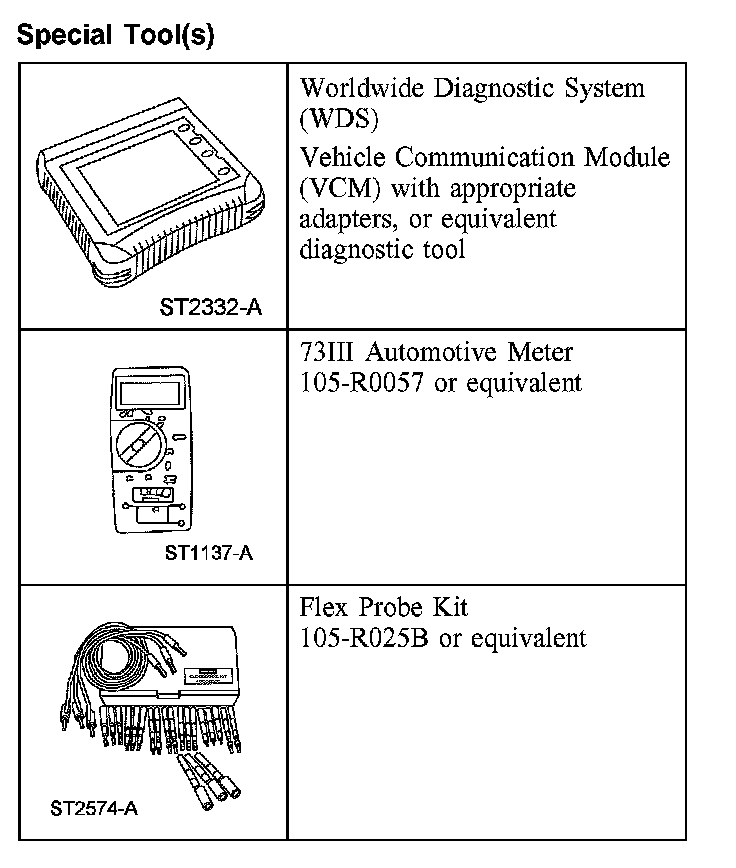 Special Tool(s)
Worldwide Diagnostic System
(WDS)
Vehicle Communication Module
(VCM) with appropriate
adapters, or equivalent
diagnostic tool
ST2332-A
73III Automotive Meter
105-R0057 or equivalent
ST1137-A
Flex Probe Kit
105-R025B or equivalent
ST2574-A